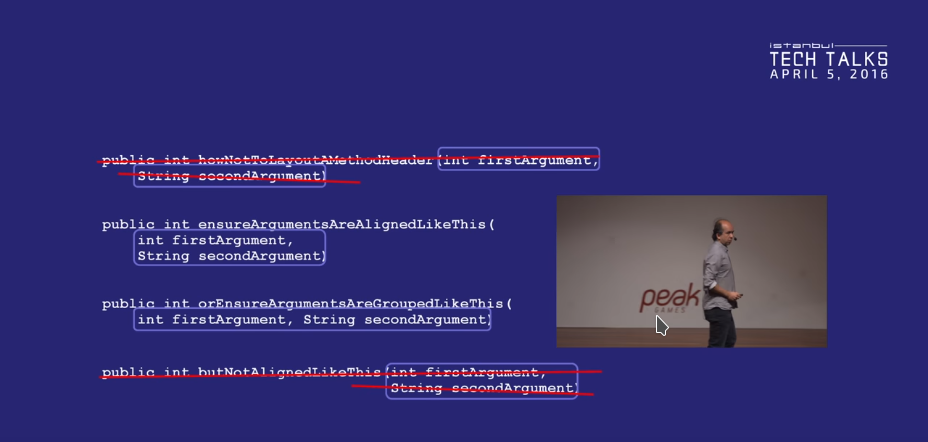 istanbul
TECH TALKS
APRIL 5, 2016
public int howNotToLayoutAMethodHeader(int firstArgument,
String secondArgument)
public int ensureArgumentsAreAlignedLikeThis(
int firstArgument,
String secondArgument)
public int orEnsureArgumentsAreGroupedLikeThis(
int firstArgument, String secondArgument)
public int butNotAlignedLikeThis(int firstArgument,
String secondArgument)
peak
GAMES